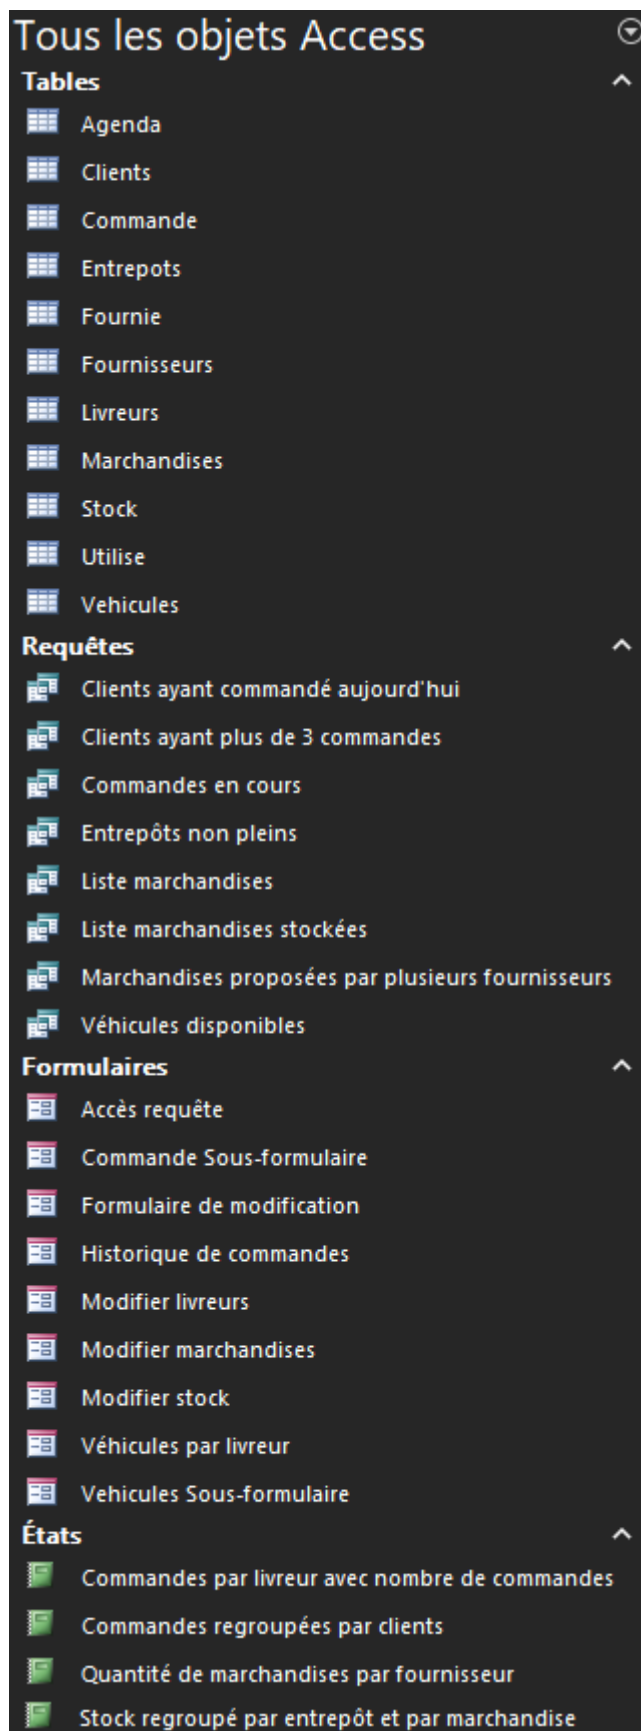 Tous les objets Access
Tables
Agenda
Clients
Commande
Entrepots
Fournie
Fournisseurs
Livreurs
Marchandises
Stock
Utilise
Vehicules
Requêtes
Clients ayant commandé aujourd'hui
Clients ayant plus de 3 commandes
Commandes en cours
Entrepôts non pleins
Liste marchandises
Liste marchandises stockées
Marchandises proposées par plusieurs fournisseurs
Véhicules disponibles
Formulaires
Accès requête
Commande Sous-formulaire
Formulaire de modification
Historique de commandes
Modifier livreurs
Modifier marchandises
Modifier stock
Véhicules par livreur
Vehicules Sous-formulaire
États
Commandes par livreur avec nombre de commandes
Commandes regroupées par clients
Quantité de marchandises par fournisseur
Stock regroupé par entrepôt et par marchandise